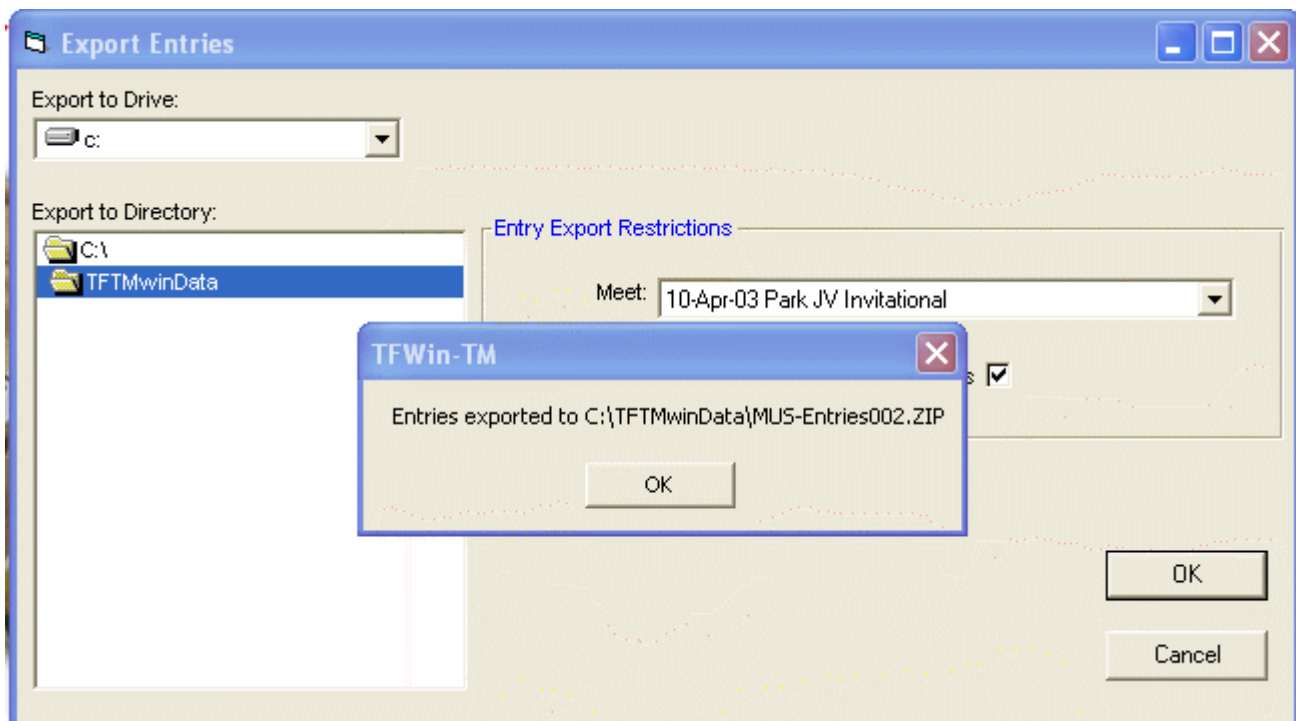 Export Entries
Export to Drive:
c:
Export to Directory:
C:\
TFTMwinData
Entry Export Restrictions
Meet: 10-Apr-03 Park JV Invitational
TFWin-TM
Entries exported to C:\TFTMwinData\MUS-Entries002.ZIP
OK
OK
Cancel